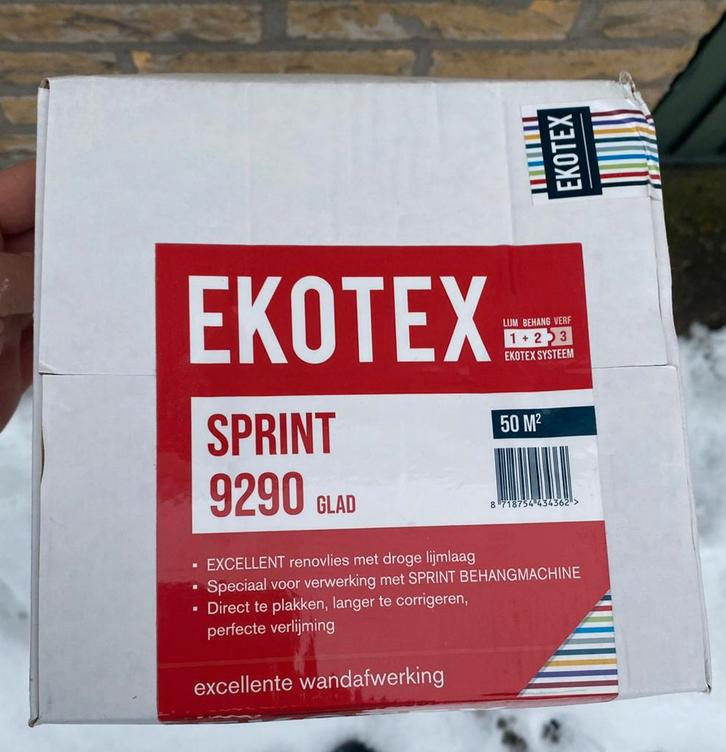 EKOTEX
EKOTEX
LIJM BEHANG VERF
1 + 2 3
EKOTEX SYSTEEM
SPRINT
9290 GLAD
50 M²
8 718754 434362 >
• EXCELLENT renovlies met droge lijmlaag
• Speciaal voor verwerking met SPRINT BEHANGMACHINE
• Direct te plakken, langer te corrigeren,
perfecte verlijming
excellente wandafwerking